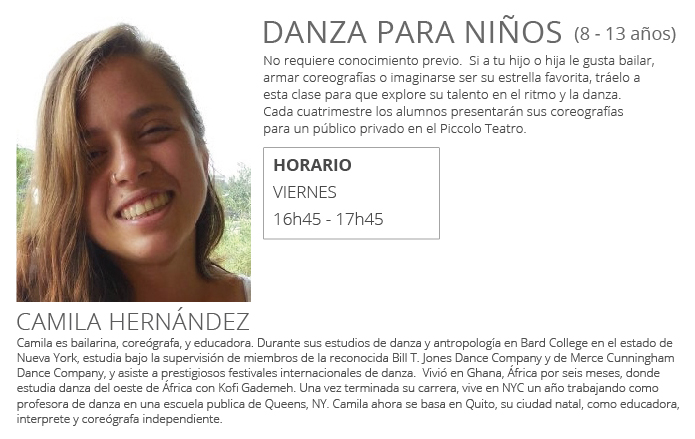 DANZA PARA NIÑOS (8 - 13 años)
No requiere conocimiento previo.  Si a tu hijo o hija le gusta bailar,
armar coreografías o imaginarse ser su estrella favorita, tráelo a
esta clase para que explore su talento en el ritmo y la danza.
Cada cuatrimestre los alumnos presentarán sus coreografías
para un público privado en el Piccolo Teatro.
HORARIO
VIERNES
16h45 - 17h45
CAMILA HERNÁNDEZ
Camila es bailarina, coreógrafa, y educadora. Durante sus estudios de danza y antropología en Bard College en el estado de
Nueva York, estudia bajo la supervisión de miembros de la reconocida Bill T. Jones Dance Company y de Merce Cunningham
Dance Company, y asiste a prestigiosos festivales internacionales de danza.  Vivió en Ghana, África por seis meses, donde
estudia danza del oeste de África con Kofi Gademeh. Una vez terminada su carrera, vive en NYC un año trabajando como
profesora de danza en una escuela publica de Queens, NY. Camila ahora se basa en Quito, su ciudad natal, como educadora,
interprete y coreógrafa independiente.